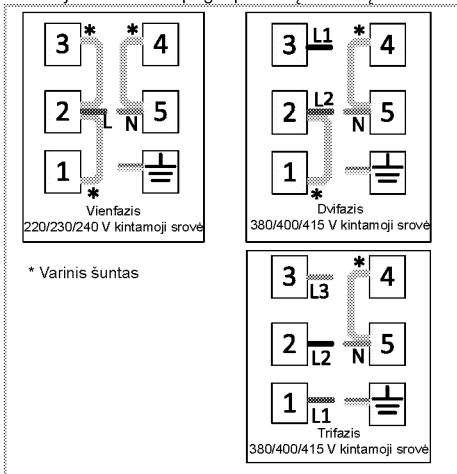 3 * * 4
2 L N 5
1 *
Vienfazis
220/230/240 V kintamoji srovė
3 L1 * 4
2 L2 N 5
1 *
Dvifazis
380/400/415 V kintamoji srovė
* Varinis šuntas
3 L3 * 4
2 L2 N 5
1 L1
Trifazis
380/400/415 V kintamoji srovė